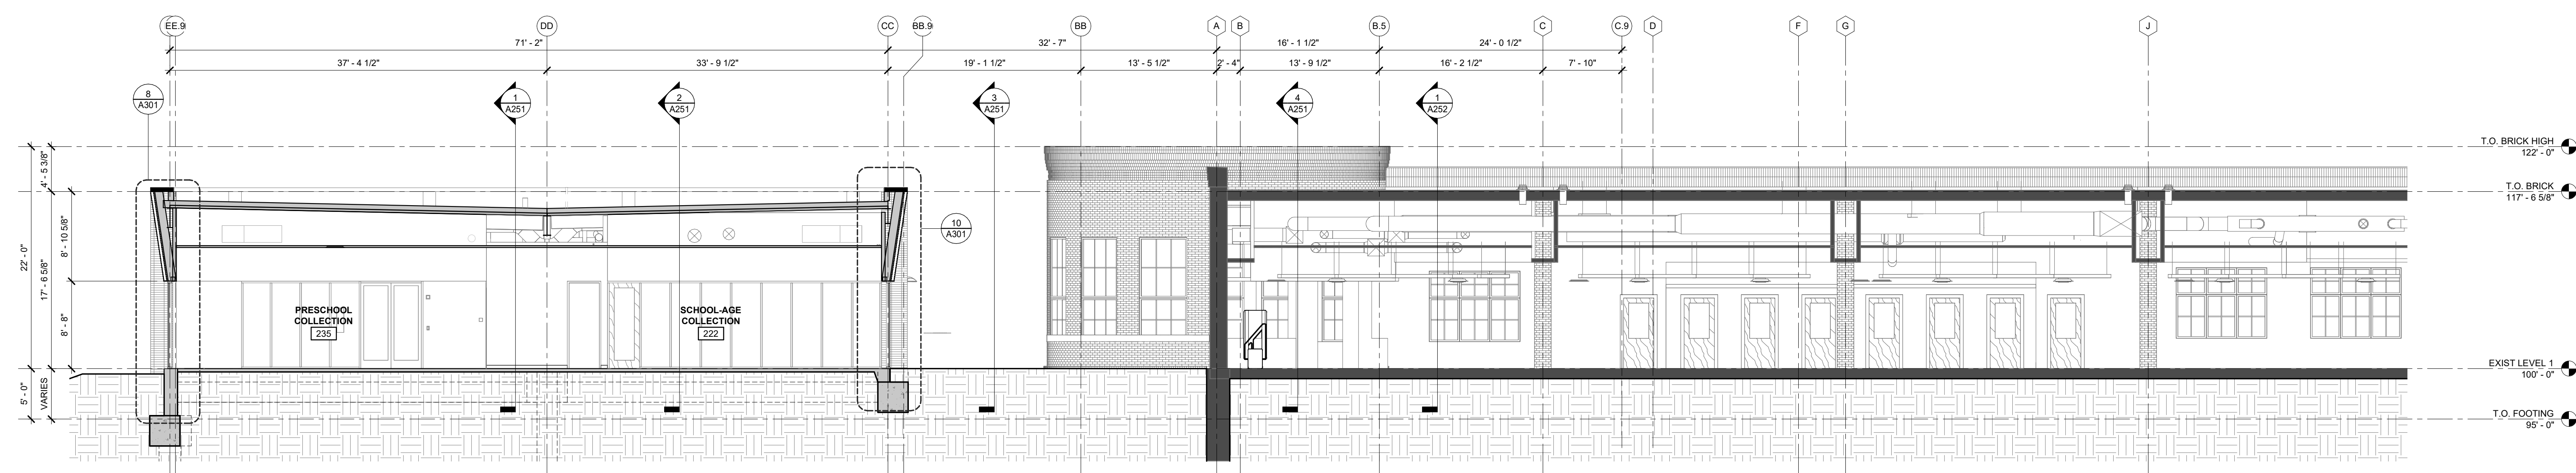 EE.9 DD CC BB.9 BB A B B.5 C C.9 D F G J
71' - 2" 32' - 7" 16' - 1 1/2" 24' - 0 1/2"
37' - 4 1/2" 33' - 9 1/2" 19' - 1 1/2" 13' - 5 1/2" 2' - 4" 13' - 9 1/2" 16' - 2 1/2" 7' - 10"
8
A301
1
A251
2
A251
3
A251
4
A251
1
A252
T.O. BRICK HIGH
122' - 0"
T.O. BRICK
117' - 6 5/8"
4' - 5 3/8"
22' - 0"
17' - 6 5/8"
8' - 10 5/8"
8' - 8"
10
A301
PRESCHOOL
COLLECTION
235
SCHOOL-AGE
COLLECTION
222
EXIST LEVEL 1
100' - 0"
5' - 0"
VARIES
T.O. FOOTING
95' - 0"